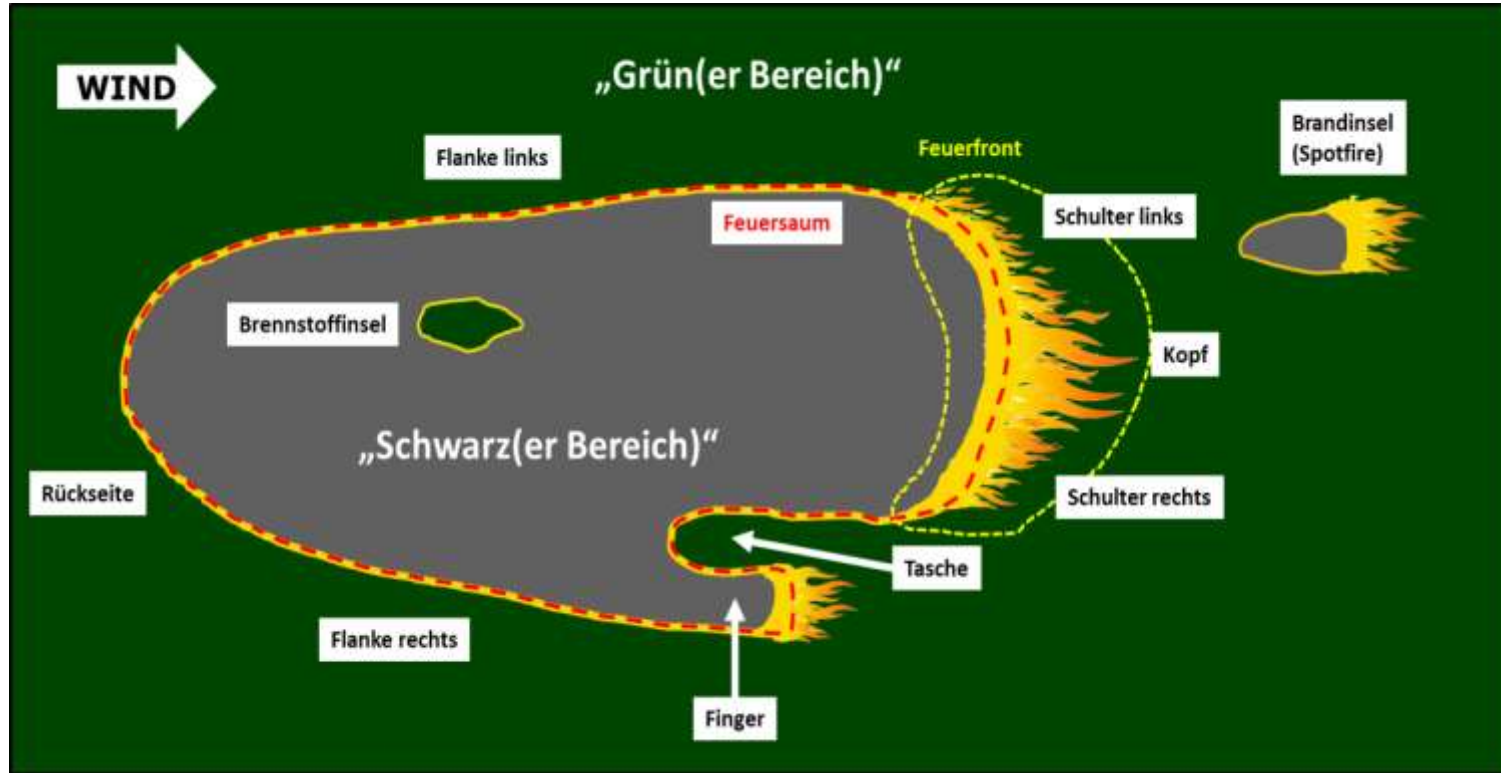 WIND
„Grün(er Bereich)“
Brandinsel
(Spotfire)
Feuerfront
Flanke links
Schulter links
Feuersaum
Brennstoffinsel
Kopf
„Schwarz(er Bereich)“
Rückseite
Schulter rechts
Tasche
Flanke rechts
Finger